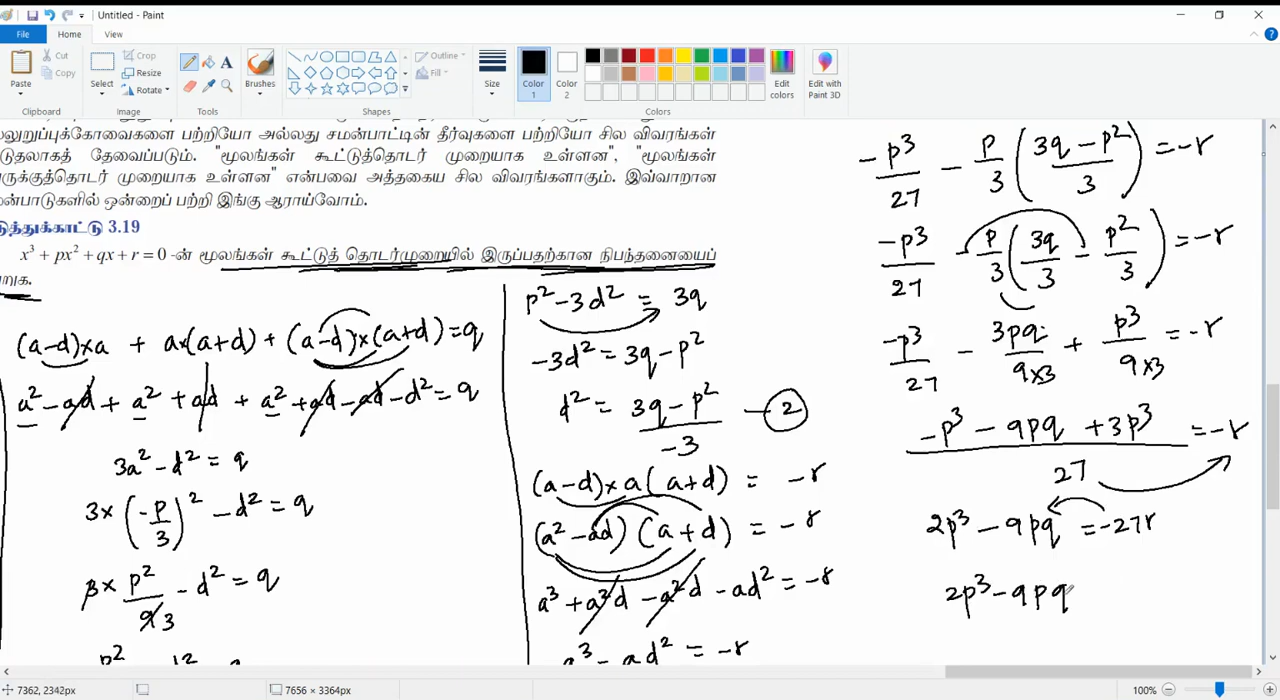 Untitled - Paint
File Home View
Paste Cut Copy Select Crop Resize Rotate Brushes Shapes Outline Fill Size Color 1 Color 2 Edit colors Edit with Paint 3D
Clipboard Image Tools Shapes Colors
லுறுப்புக்கோவைகளை பற்றியோ அல்லது சமன்பாட்டின் தீர்வுகளை பற்றியோ சில விவரங்கள்
டுதலாகத் தேவைப்படும். "மூலங்கள் கூட்டுத்தொடர் முறையாக உள்ளன", "மூலங்கள்
ருக்குத்தொடர் முறையாக உள்ளன" என்பவை அத்தகைய சில விவரங்களாகும். இவ்வாறான
ன்பாடுகளில் ஒன்றைப் பற்றி இங்கு ஆராய்வோம்.
டுத்துக்காட்டு 3.19
x³ + px² + qx + r = 0 -ன் மூலங்கள் கூட்டுத் தொடர்முறையில் இருப்பதற்கான நிபந்தனையைப்
றுக.
(a-d)×a + a×(a+d) + (a-d)×(a+d) = q
a² - ad + a² + ad + a² + ad - ad - d² = q
3a² - d² = q
3×(-p/3)² - d² = q
3× p²/9 3 - d² = q
p² - 3d² = 3q
-3d² = 3q - p²
d² = (3q - p²)/-3 - 2
(a-d)×a(a+d) = -r
(a² - ad)(a+d) = -r
a³ + a²d - a²d - ad² = -r
a³ - ad² = -r
-p³/27 - p/3 ((3q - p²)/3) = -r
-p³/27 - p/3 (3q/3 - p²/3) = -r
-p³/27 - 3pq/9×3 + p³/9×3 = -r
(-p³ - 9pq + 3p³)/27 = -r
2p³ - 9pq = -27r
2p³ - 9pq
7362, 2342px 7656 × 3364px 100%